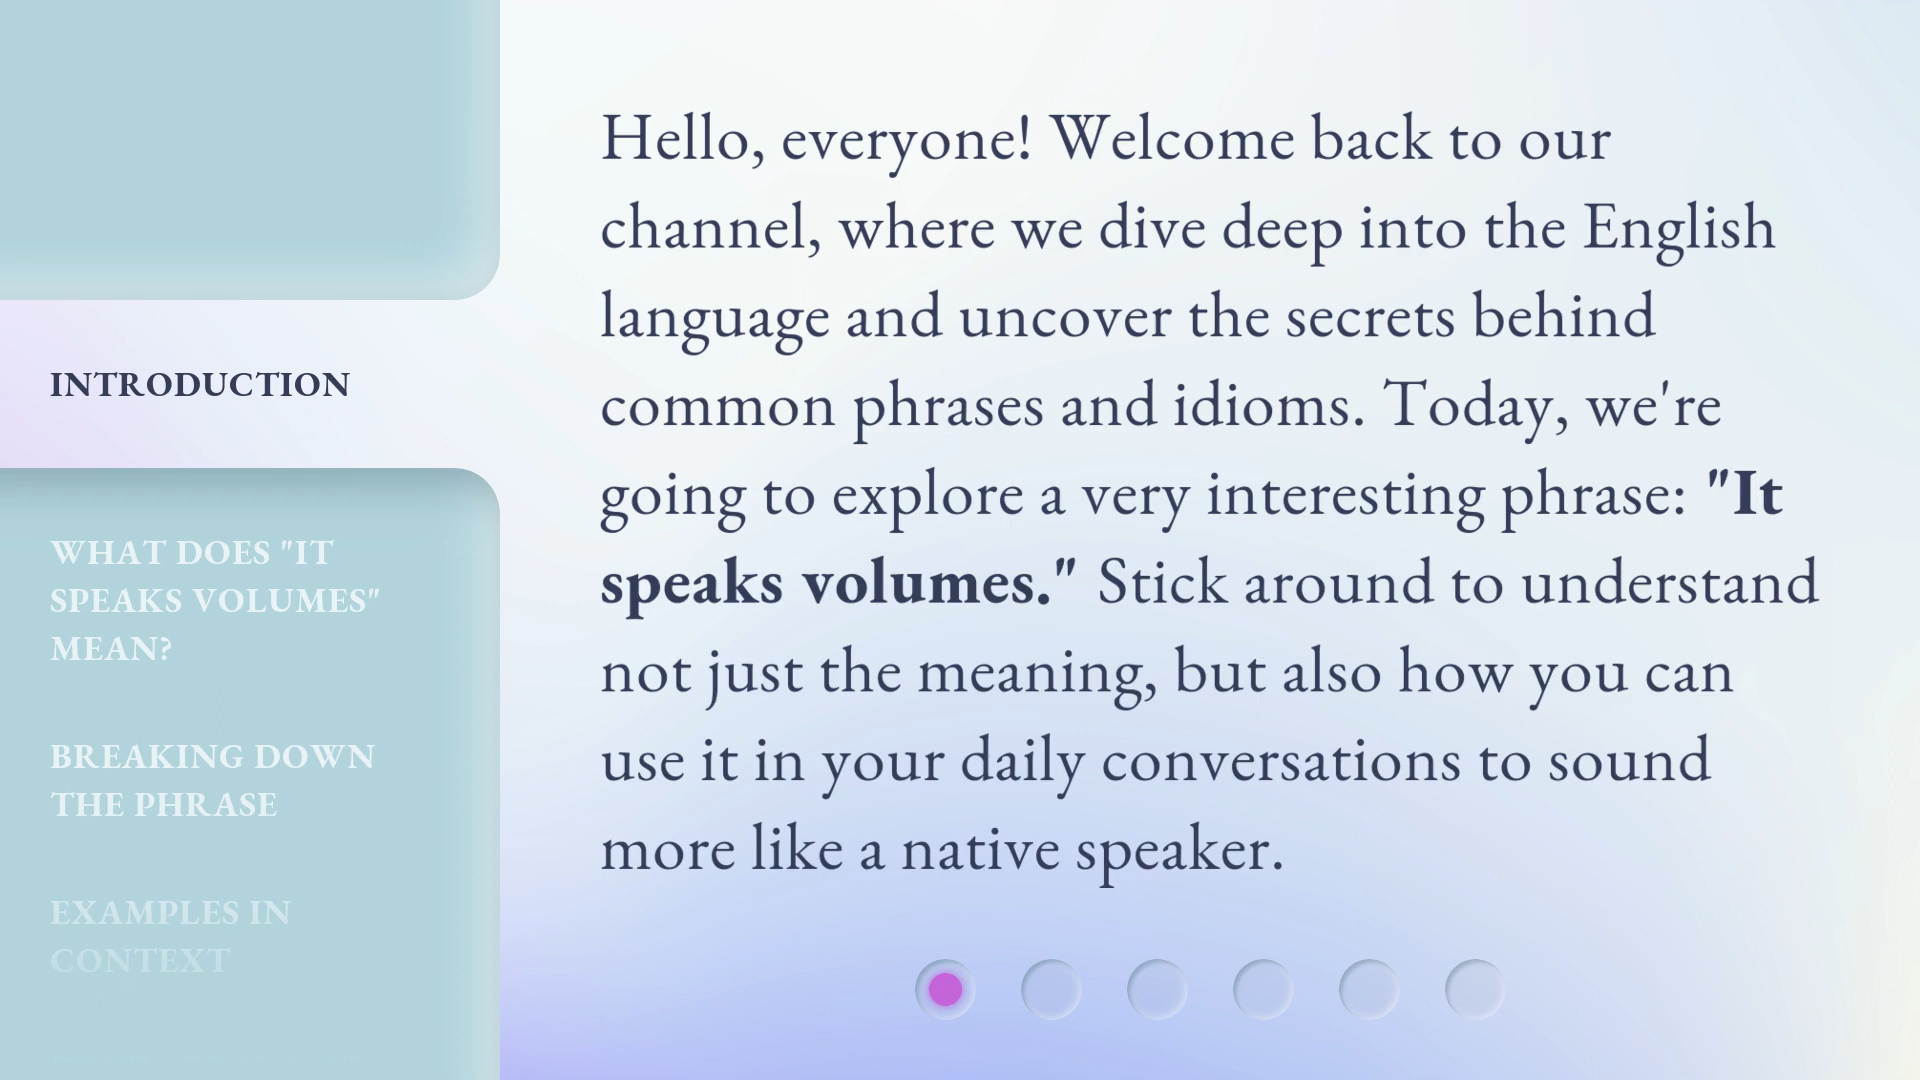 INTRODUCTION
WHAT DOES "IT
SPEAKS VOLUMES"
MEAN?
BREAKING DOWN
THE PHRASE
EXAMPLES IN
CONTEXT
Hello, everyone! Welcome back to our
channel, where we dive deep into the English
language and uncover the secrets behind
common phrases and idioms. Today, we're
going to explore a very interesting phrase: "It
speaks volumes." Stick around to understand
not just the meaning, but also how you can
use it in your daily conversations to sound
more like a native speaker.